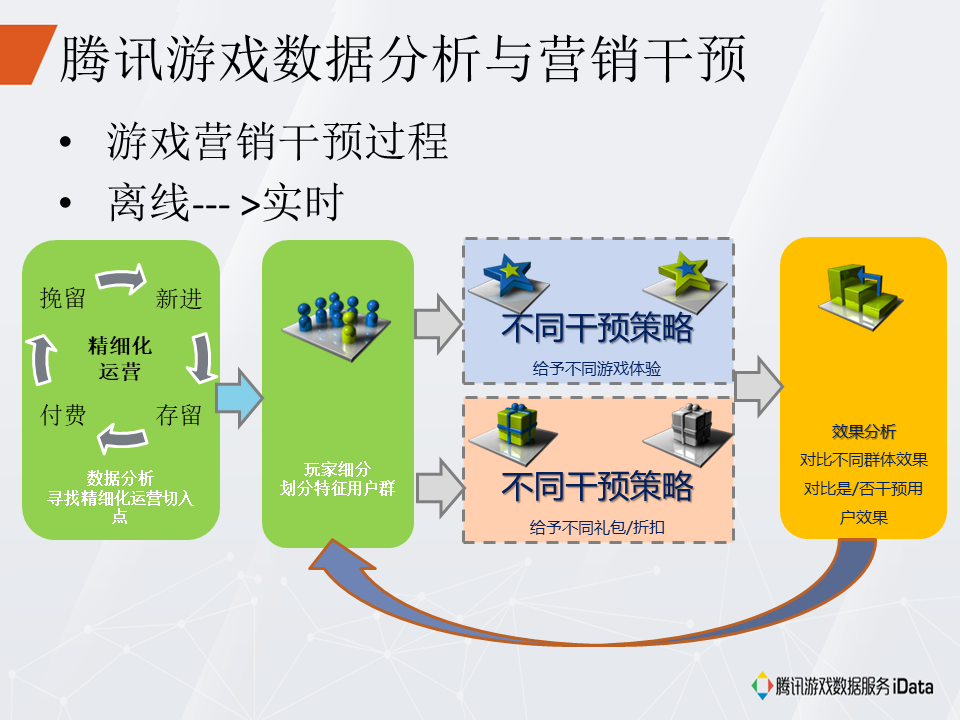 腾讯游戏数据分析与营销干预
• 游戏营销干预过程
• 离线--- >实时
挽留
新进
精细化
运营
付费
存留
数据分析
寻找精细化运营切入
点
玩家细分
划分特征用户群
不同干预策略
给予不同游戏体验
不同干预策略
给予不同礼包/折扣
效果分析
对比不同群体效果
对比是/否干预用
户效果
腾讯游戏数据服务 iData